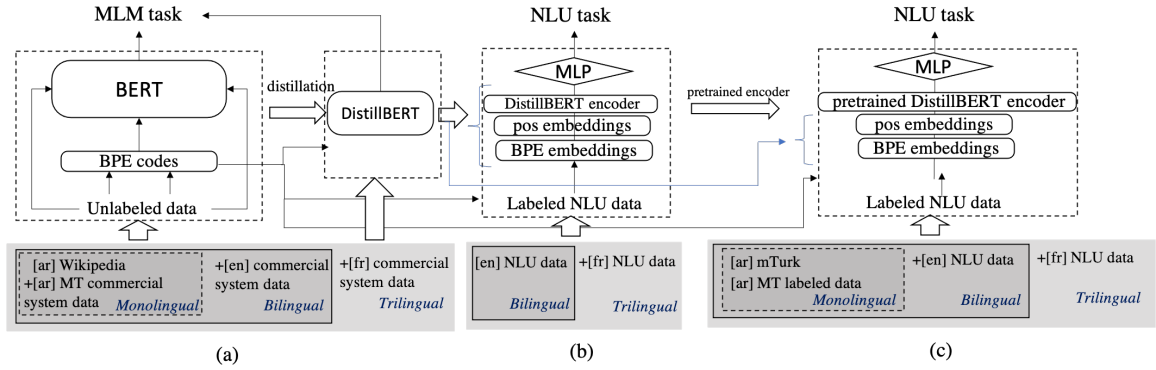 MLM task
BERT
BPE codes
Unlabeled data
distillation
DistillBERT
[ar] Wikipedia
+[ar] MT commercial
system data
Monolingual
+[en] commercial
system data
Bilingual
+[fr] commercial
system data
Trilingual
(a)
NLU task
MLP
DistillBERT encoder
pos embeddings
BPE embeddings
Labeled NLU data
[en] NLU data
Bilingual
+[fr] NLU data
Trilingual
(b)
pretrained encoder
NLU task
MLP
pretrained DistillBERT encoder
pos embeddings
BPE embeddings
Labeled NLU data
[ar] mTurk
[ar] MT labeled data
Monolingual
+[en] NLU data
Bilingual
+[fr] NLU data
Trilingual
(c)